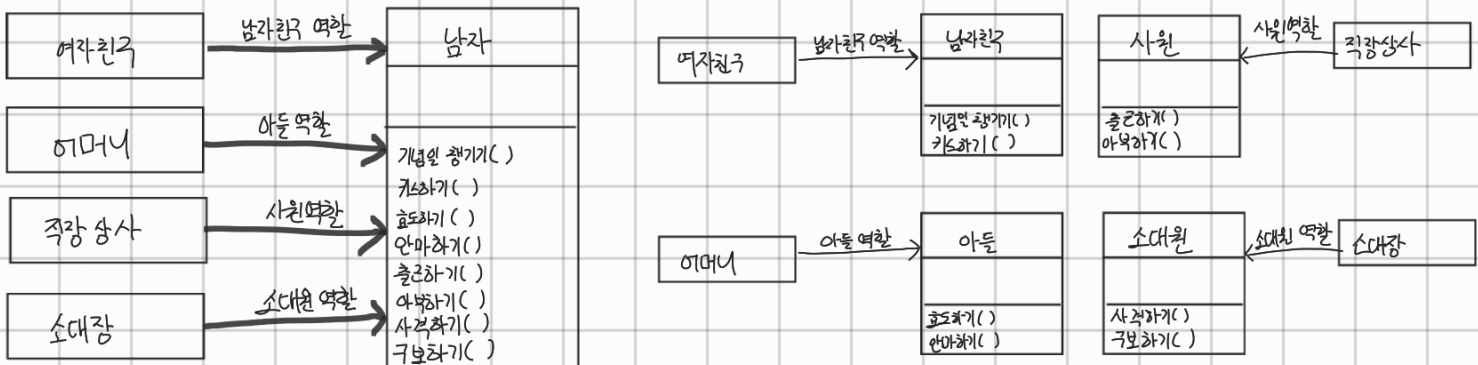 여자친구
남자친구 역할
남자
어머니
아들 역할
직장 상사
사원역할
소대장
소대원 역할
기념일 챙기기( )
키스하기( )
효도하기( )
안마하기( )
출근하기( )
아부하기( )
사격하기( )
구보하기( )
여자친구
남자친구 역할
남자친구
기념일 챙기기( )
키스하기( )
사원
사원역할
직장상사
출근하기( )
아부하기( )
어머니
아들 역할
아들
효도하기( )
안마하기( )
소대원
소대원 역할
소대장
사격하기( )
구보하기( )